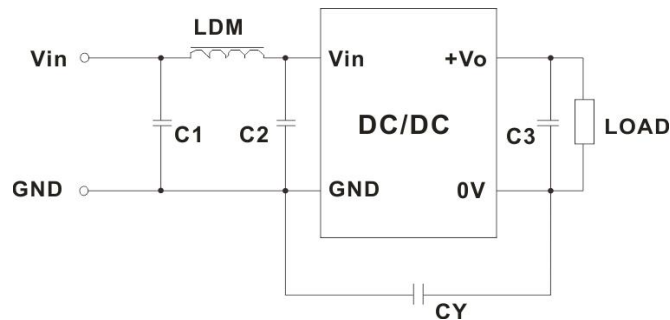 LDM
Vin
Vin
+Vo
C1
C2
DC/DC
C3
LOAD
GND
GND
0V
CY